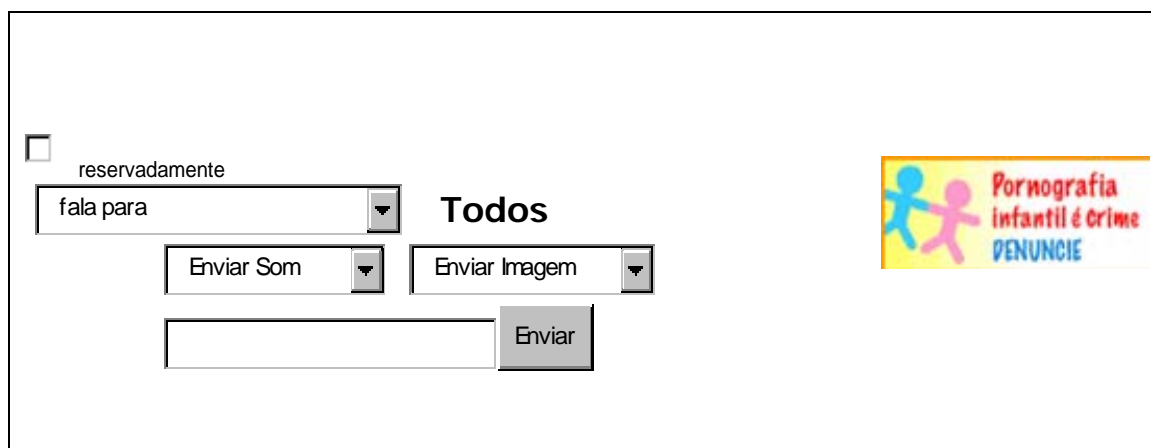 reservadamente
fala para
Todos
Enviar Som
Enviar Imagem
Enviar
Pornografia
infantil é crime
DENUNCIE